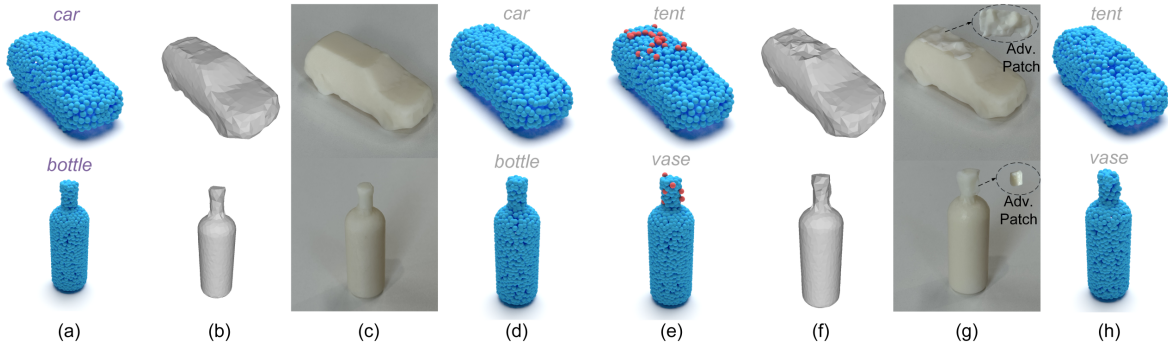 car
car
tent
tent
Adv.
Patch
bottle
bottle
vase
vase
Adv.
Patch
(a)
(b)
(c)
(d)
(e)
(f)
(g)
(h)